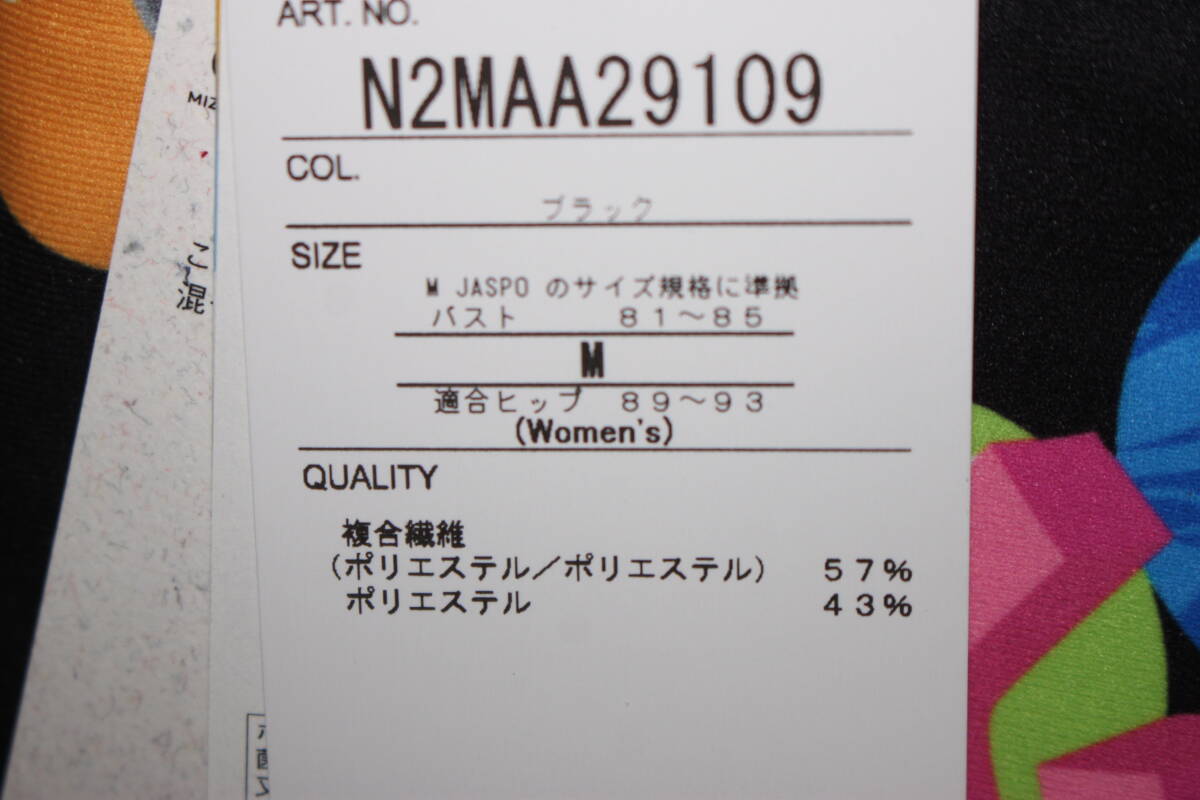 ART. NO.
N2MAA29109
COL.
ブラック
SIZE
M JASPO のサイズ規格に準拠
バスト ８１～８５
M
適合ヒップ ８９～９３
(Women's)
QUALITY
複合繊維
(ポリエステル／ポリエステル) ５７%
ポリエステル ４３%
MIZ
こ
混